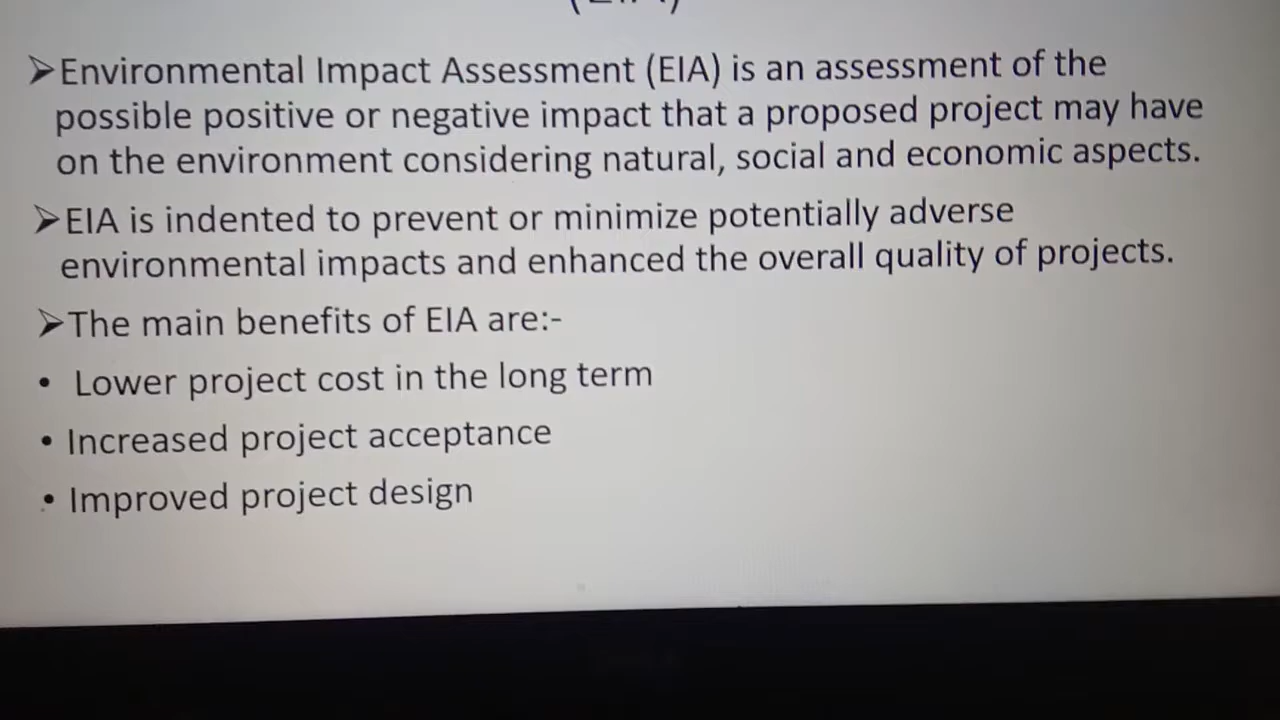 ➢Environmental Impact Assessment (EIA) is an assessment of the
possible positive or negative impact that a proposed project may have
on the environment considering natural, social and economic aspects.
➢EIA is indented to prevent or minimize potentially adverse
environmental impacts and enhanced the overall quality of projects.
➢The main benefits of EIA are:-
• Lower project cost in the long term
• Increased project acceptance
• Improved project design